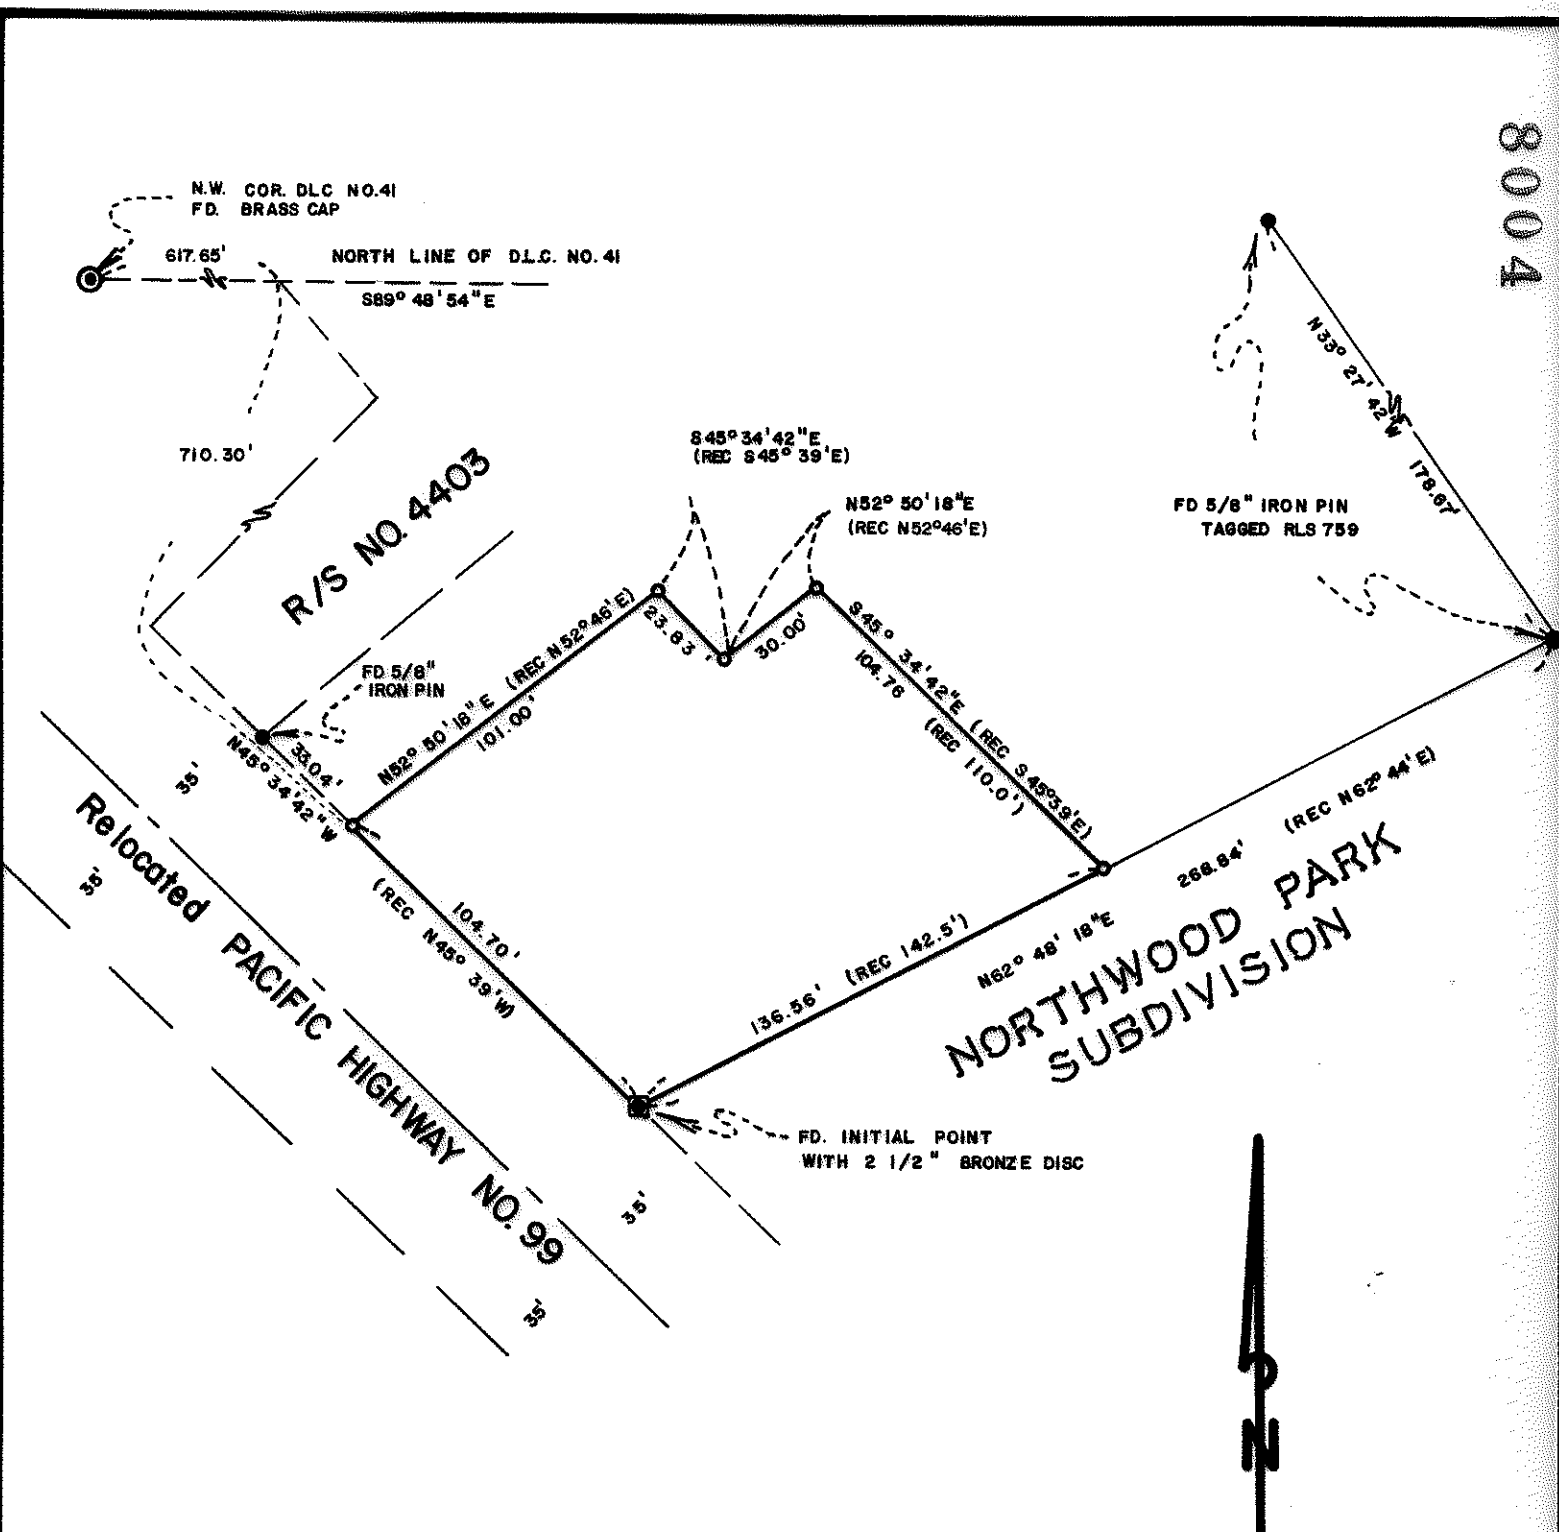 8004
N.W. COR. DLC NO.41
FD. BRASS CAP
617.65'
NORTH LINE OF D.L.C. NO. 41
S89° 48' 54"E
710.30'
R/S NO. 4403
S45° 34' 42"E
(REC S45° 39'E)
N52° 50' 18"E
(REC N52°46'E)
N33° 27' 42"W 178.67'
FD 5/8" IRON PIN
TAGGED RLS 759
FD 5/8"
IRON PIN
N52° 50' 18"E (REC N52°46'E)
101.00'
23.83'
30.00'
S45° 34' 42"E (REC S45°39'E)
104.76 (REC 110.0')
33.04'
N45° 34' 42"W
35'
35'
Relocated PACIFIC HIGHWAY NO. 99
104.70'
(REC N45° 39'W)
136.56' (REC 142.5')
268.84' (REC N62° 44'E)
N62° 48' 18"E
NORTHWOOD PARK
SUBDIVISION
FD. INITIAL POINT
WITH 2 1/2" BRONZE DISC
35'
35'
N